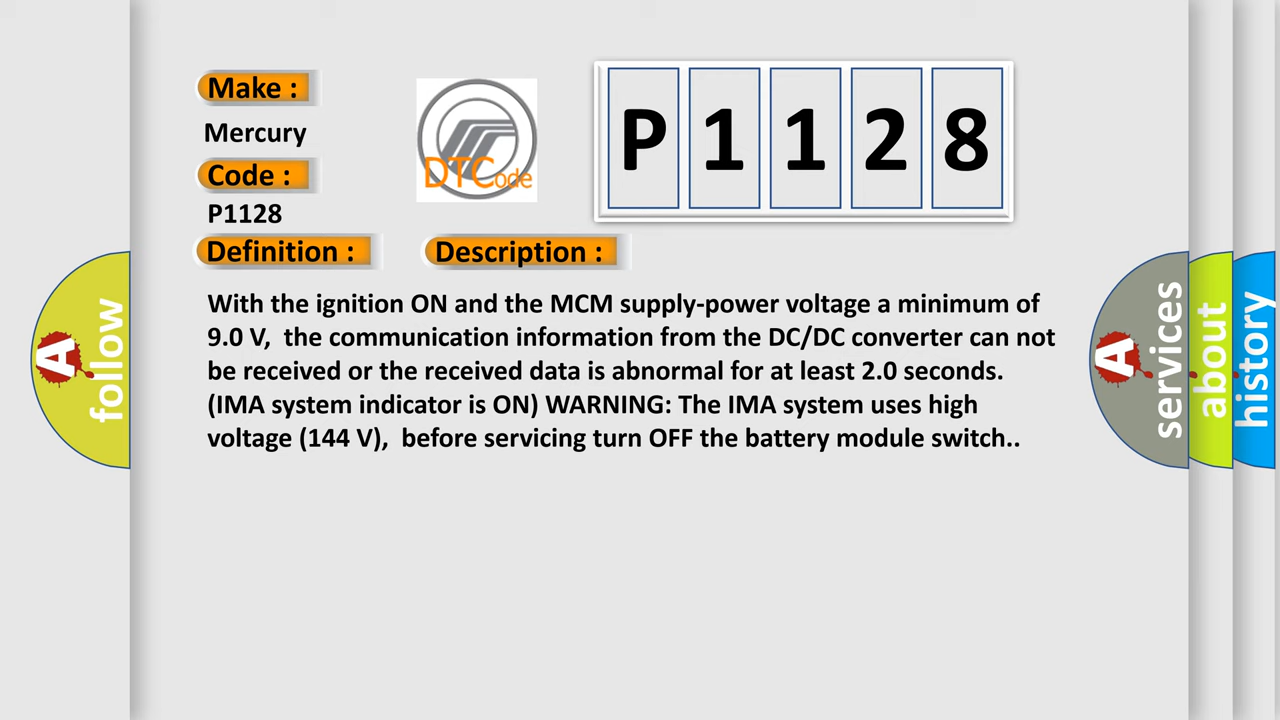 Make :
Mercury
Code :
P1128
Definition :
Description :
DTCode
P 1 1 2 8
With the ignition ON and the MCM supply-power voltage a minimum of
9.0 V,  the communication information from the DC/DC converter can not
be received or the received data is abnormal for at least 2.0 seconds.
(IMA system indicator is ON) WARNING: The IMA system uses high
voltage (144 V),  before servicing turn OFF the battery module switch..
A
follow
A
services
about
history